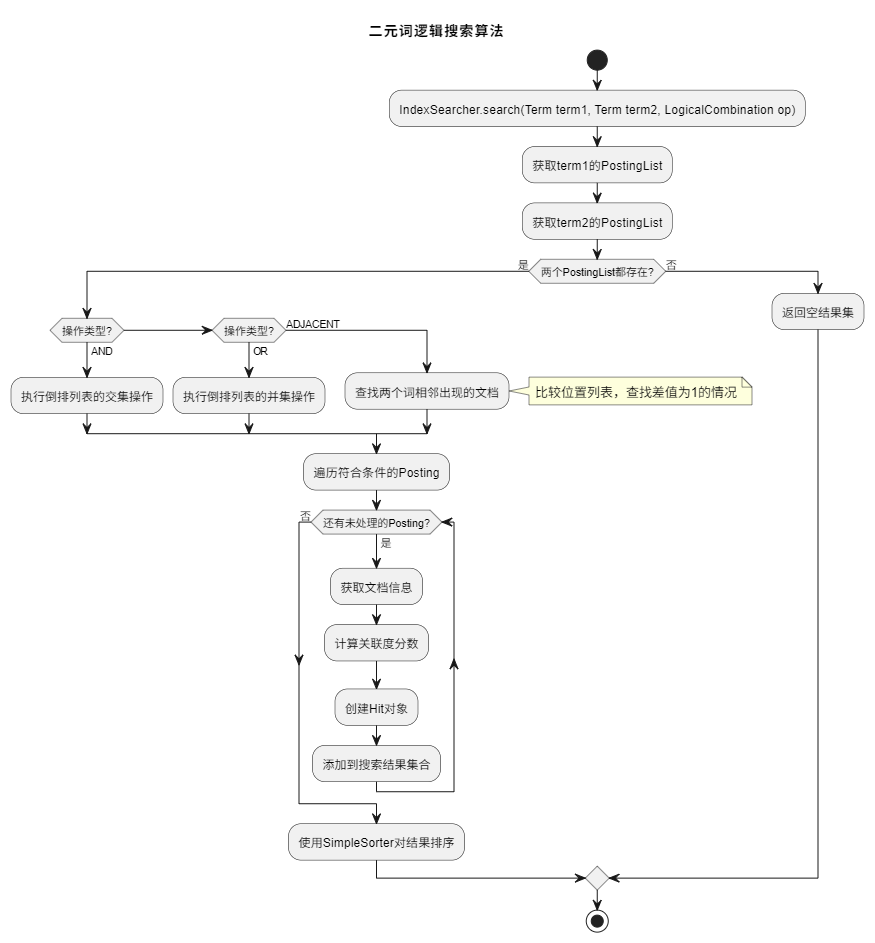 二元词逻辑搜索算法
IndexSearcher.search(Term term1, Term term2, LogicalCombination op)
获取term1的PostingList
获取term2的PostingList
是
两个PostingList都存在?
否
返回空结果集
操作类型?
操作类型?
ADJACENT
AND
OR
执行倒排列表的交集操作
执行倒排列表的并集操作
查找两个词相邻出现的文档
比较位置列表，查找差值为1的情况
遍历符合条件的Posting
否
还有未处理的Posting?
是
获取文档信息
计算关联度分数
创建Hit对象
添加到搜索结果集合
使用SimpleSorter对结果排序